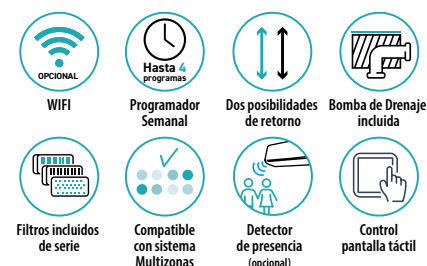 OPCIONAL
WIFI
Hasta 4
programas
Programador
Semanal
Dos posibilidades
de retorno
Bomba de Drenaje
incluida
Filtros incluidos
de serie
Compatible
con sistema
Multizonas
Detector
de presencia
(opcional)
Control
pantalla táctil